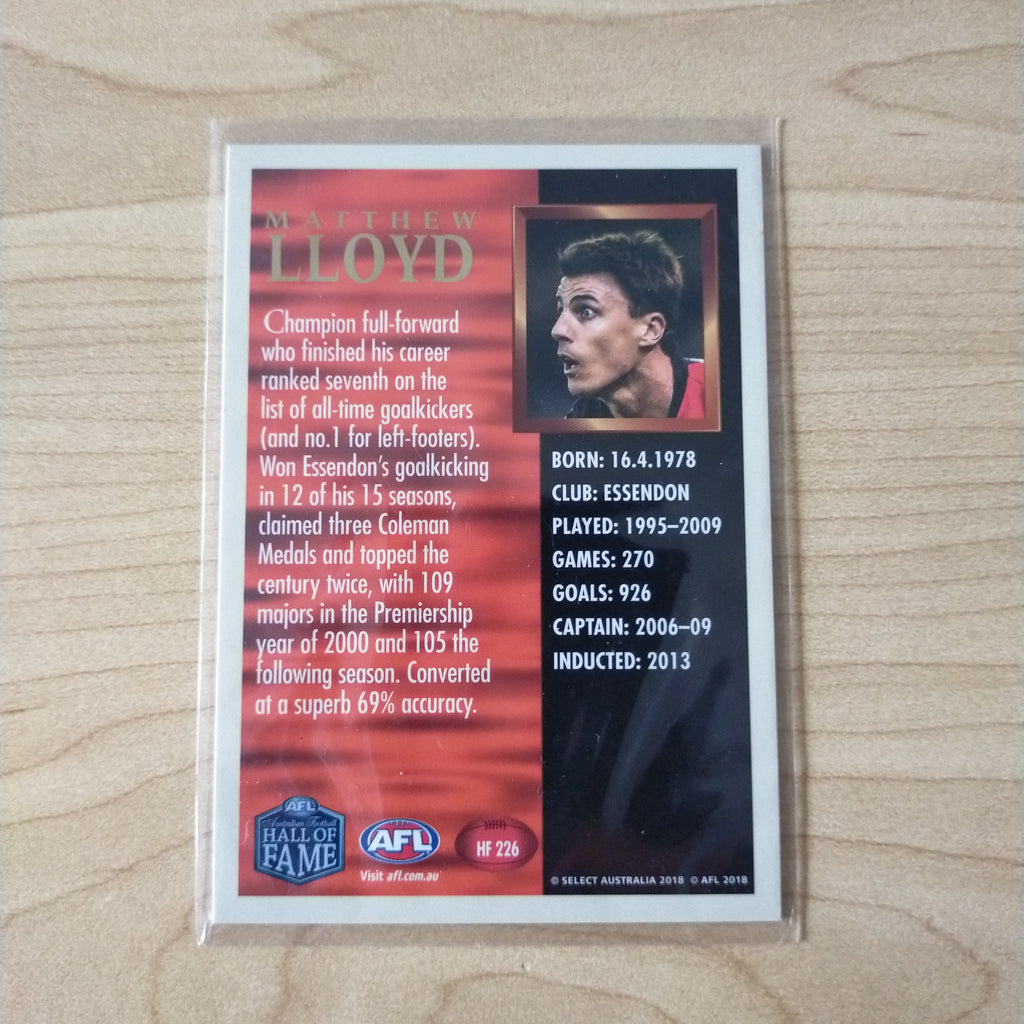 MATTHEW
LLOYD
Champion full-forward
who finished his career
ranked seventh on the
list of all-time goalkickers
(and no.1 for left-footers).
Won Essendon's goalkicking
in 12 of his 15 seasons,
claimed three Coleman
Medals and topped the
century twice, with 109
majors in the Premiership
year of 2000 and 105 the
following season. Converted
at a superb 69% accuracy.
BORN: 16.4.1978
CLUB: ESSENDON
PLAYED: 1995–2009
GAMES: 270
GOALS: 926
CAPTAIN: 2006–09
INDUCTED: 2013
AFL
Australian Football
HALL OF
FAME
AFL
Visit afl.com.au
HF 226
© SELECT AUSTRALIA 2018 © AFL 2018